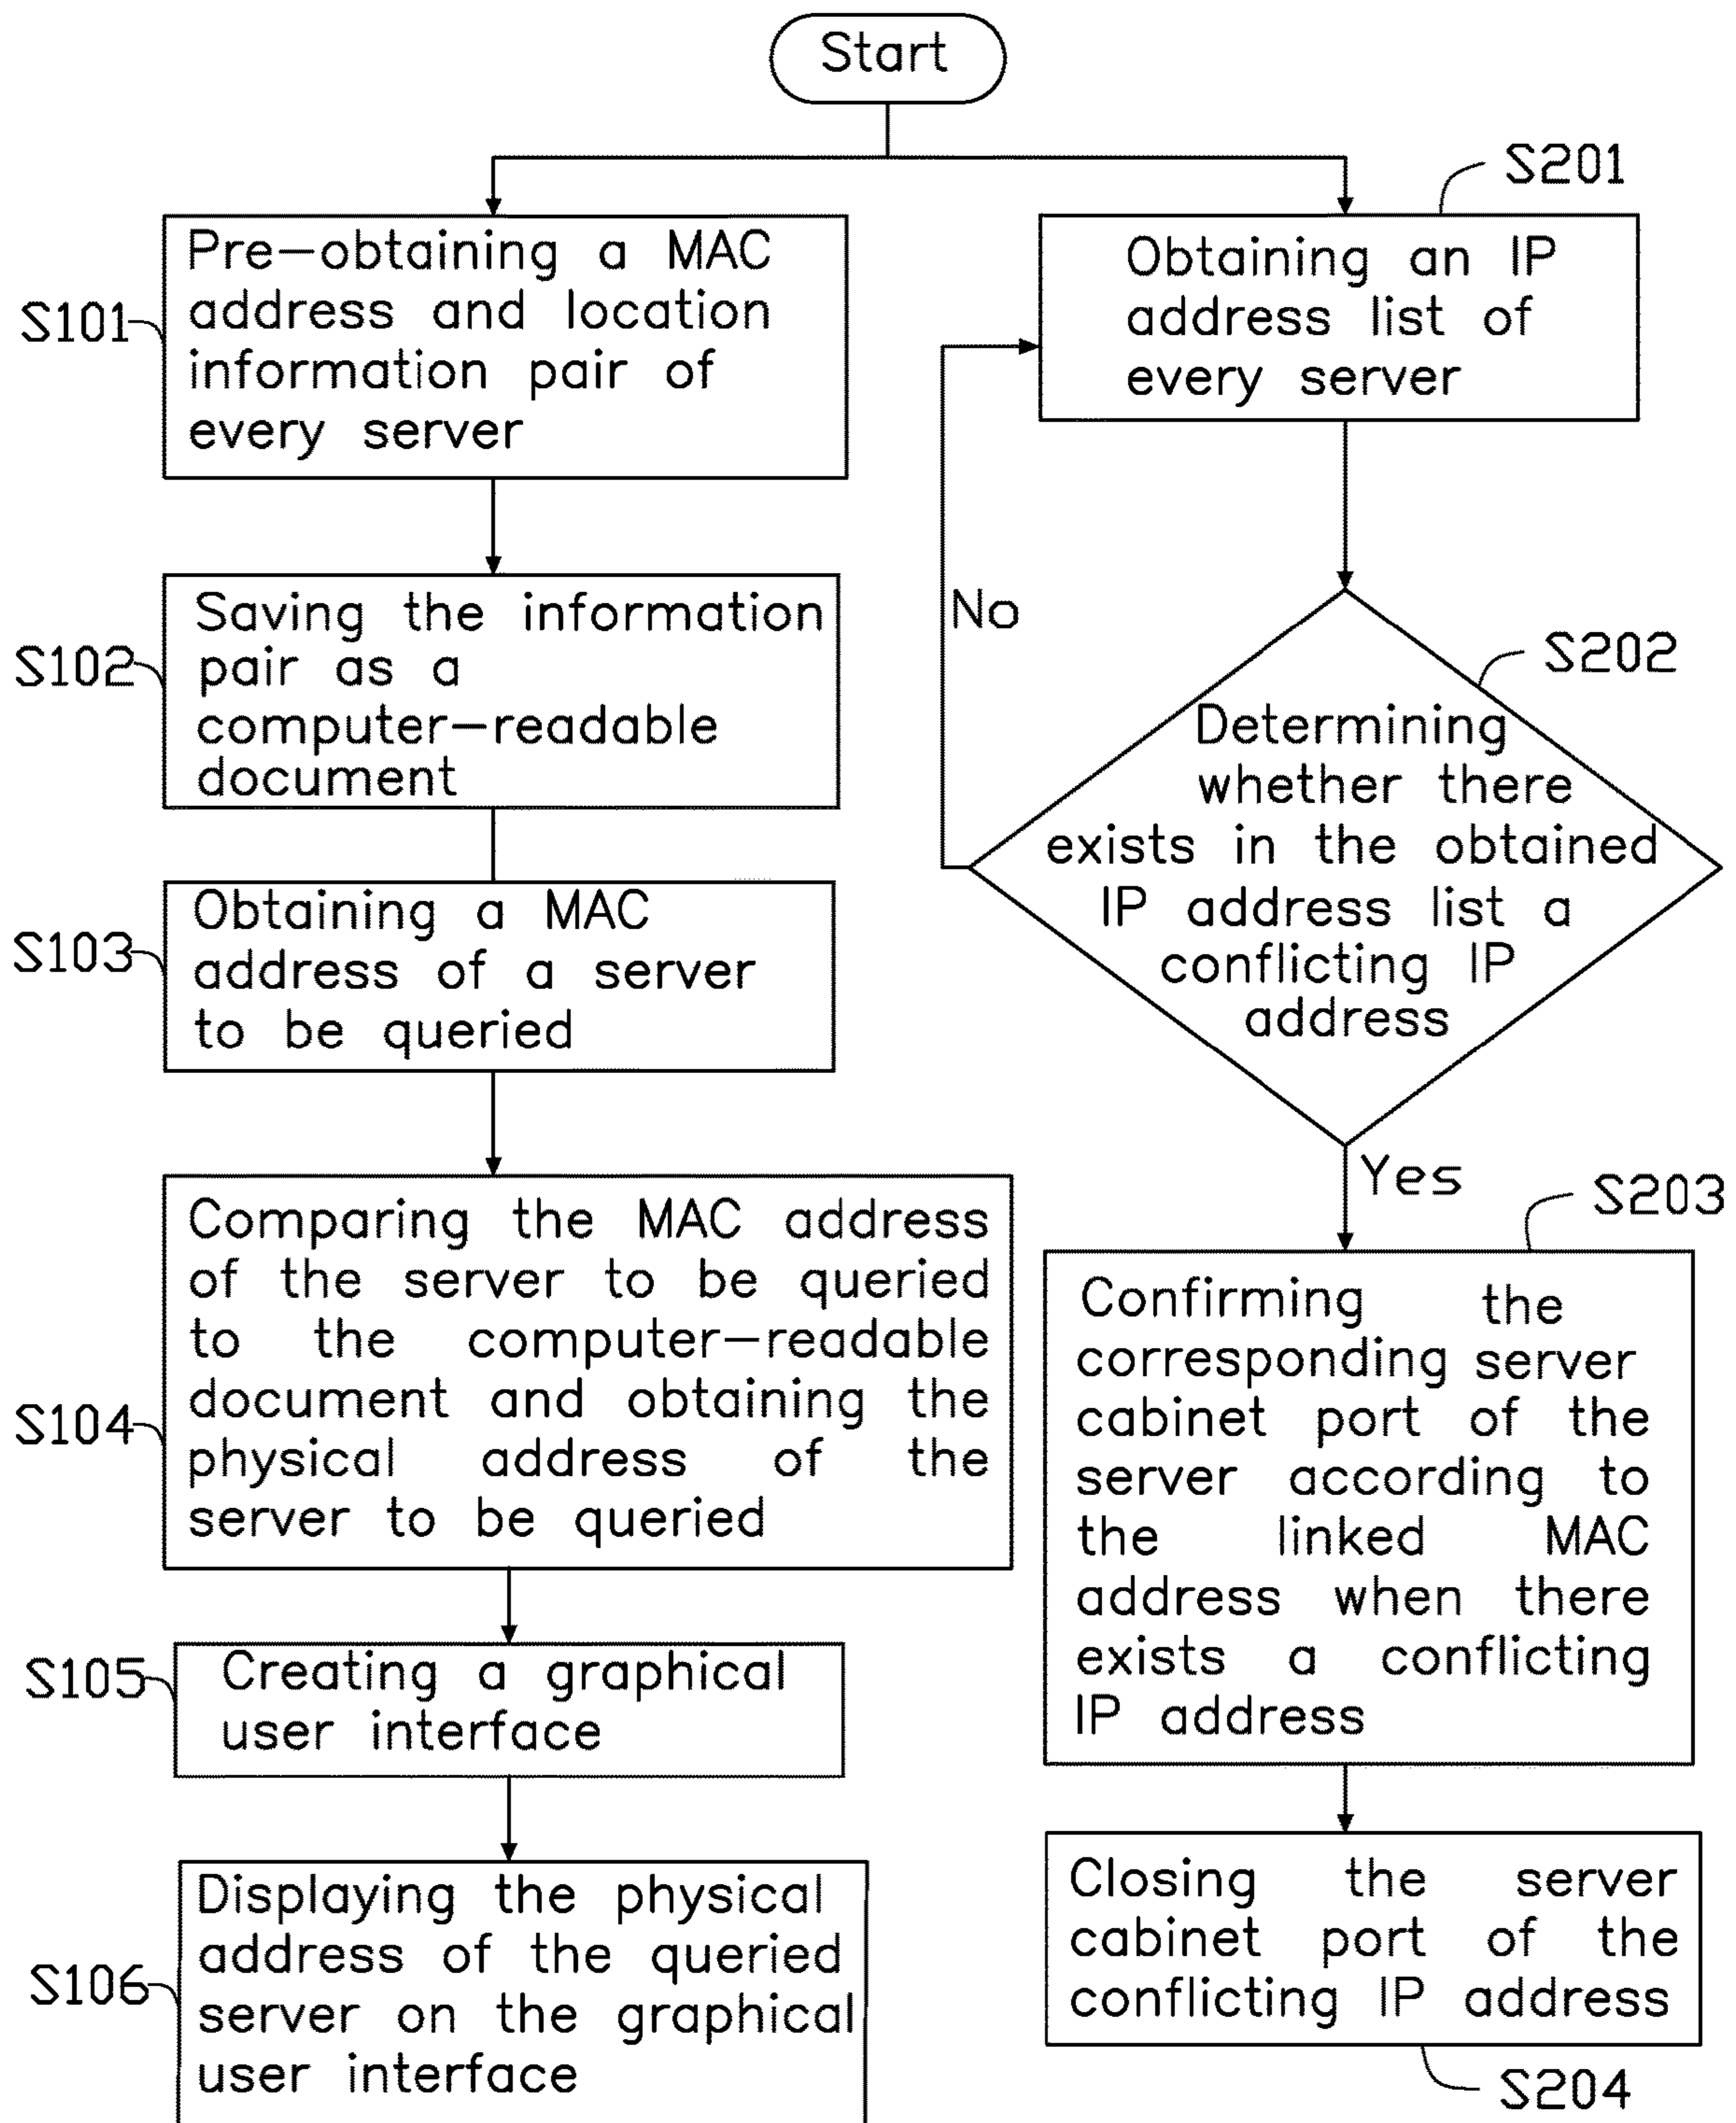 Start
S101
Pre-obtaining a MAC
address and location
information pair of
every server
S102
Saving the information
pair as a
computer-readable
document
S103
Obtaining a MAC
address of a server
to be queried
S104
Comparing the MAC address
of the server to be queried
to the computer-readable
document and obtaining the
physical address of the
server to be queried
S105
Creating a graphical
user interface
S106
Displaying the physical
address of the queried
server on the graphical
user interface
S201
Obtaining an IP
address list of
every server
No
S202
Determining
whether there
exists in the obtained
IP address list a
conflicting IP
address
Yes
S203
Confirming the
corresponding server
cabinet port of the
server according to
the linked MAC
address when there
exists a conflicting
IP address
Closing the server
cabinet port of the
conflicting IP address
S204